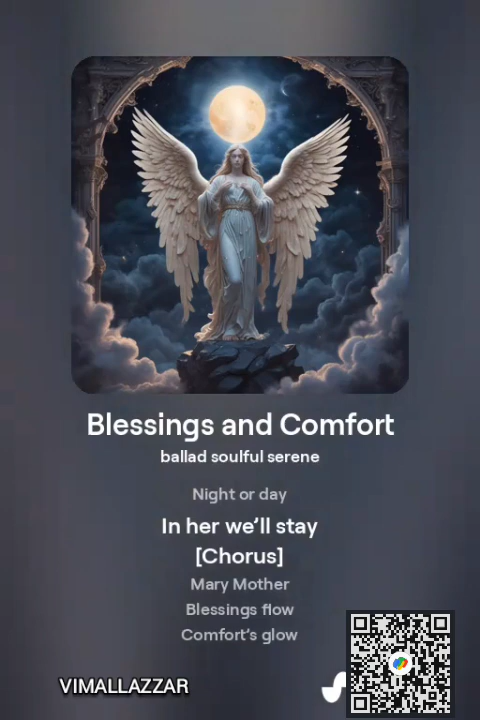 Blessings and Comfort
ballad soulful serene
Night or day
In her we'll stay
[Chorus]
Mary Mother
Blessings flow
Comfort's glow
VIMALLAZZAR